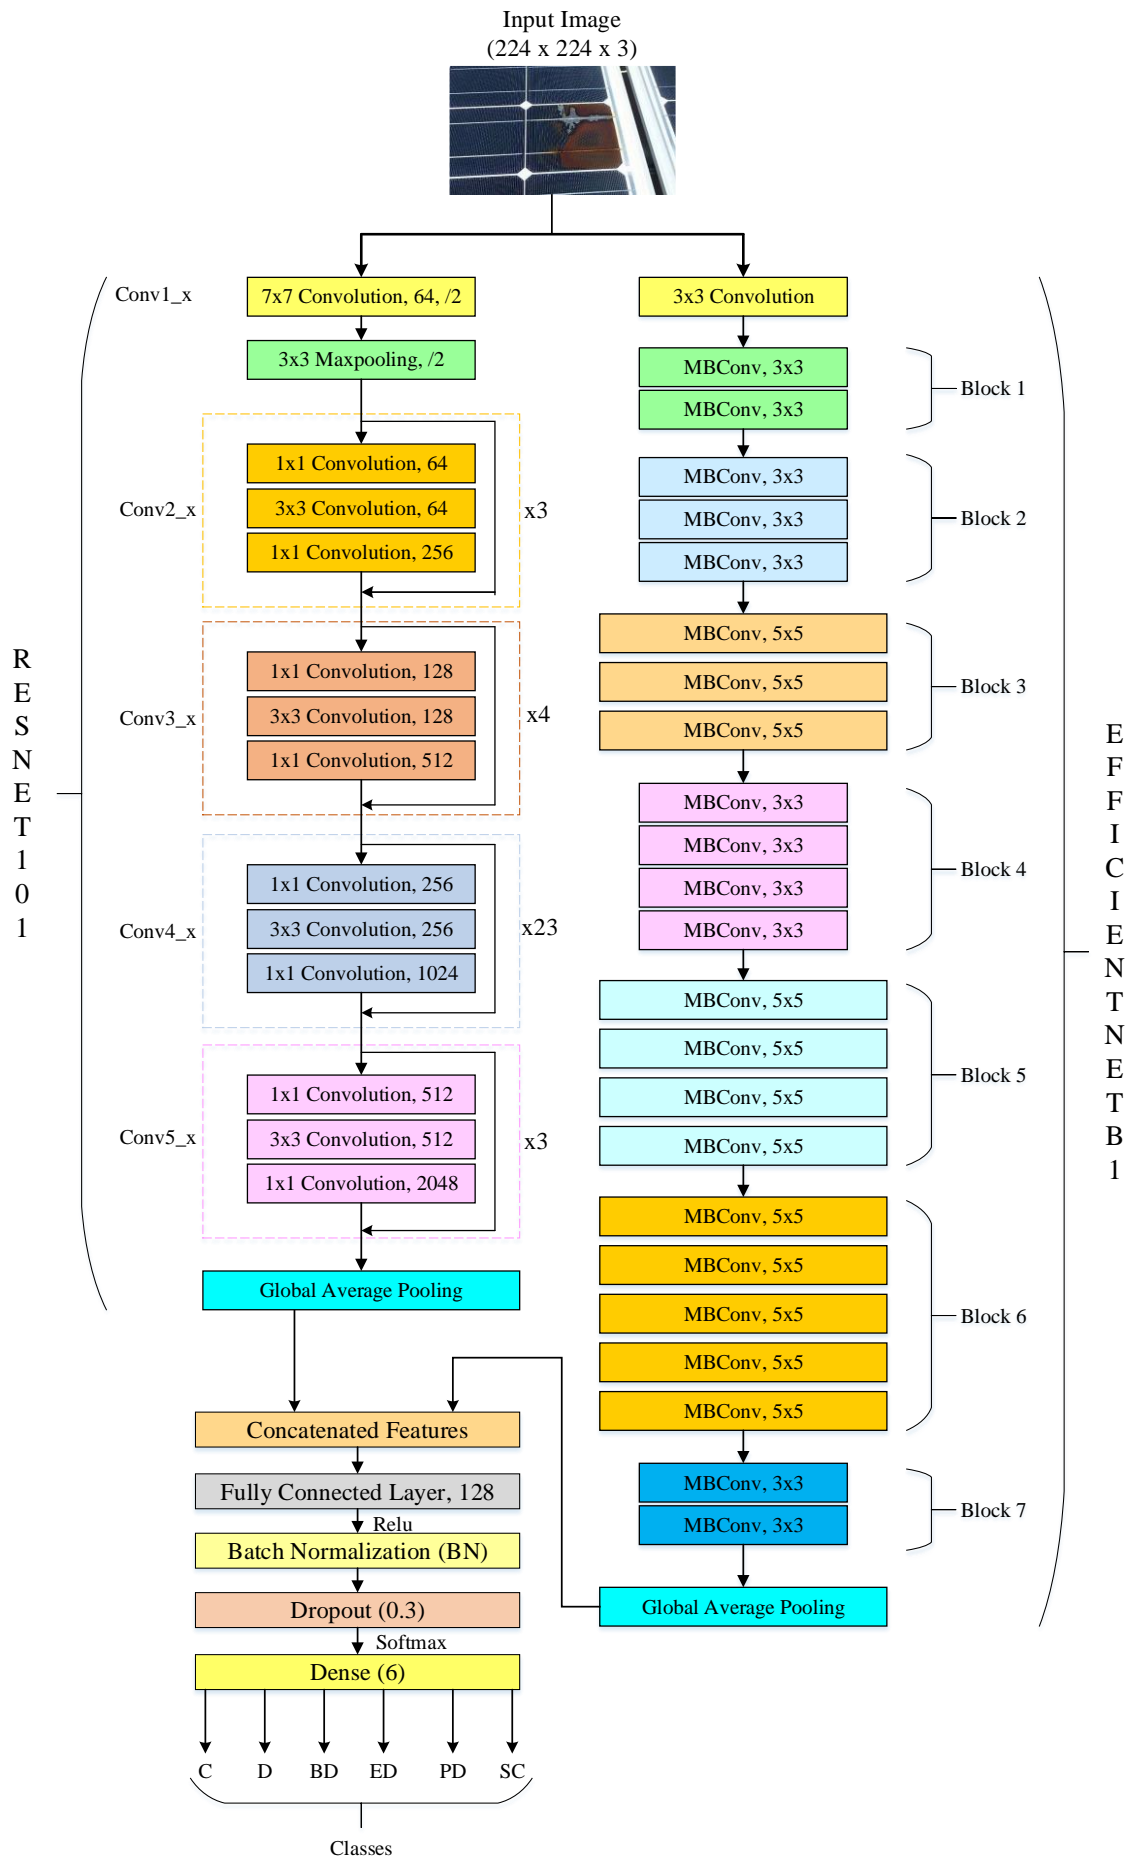 Input Image
(224 x 224 x 3)
RESNET101
Conv1_x
7x7 Convolution, 64, /2
3x3 Maxpooling, /2
Conv2_x
1x1 Convolution, 64
3x3 Convolution, 64
1x1 Convolution, 256
x3
Conv3_x
1x1 Convolution, 128
3x3 Convolution, 128
1x1 Convolution, 512
x4
Conv4_x
1x1 Convolution, 256
3x3 Convolution, 256
1x1 Convolution, 1024
x23
Conv5_x
1x1 Convolution, 512
3x3 Convolution, 512
1x1 Convolution, 2048
x3
Global Average Pooling
3x3 Convolution
MBConv, 3x3
MBConv, 3x3
Block 1
MBConv, 3x3
MBConv, 3x3
MBConv, 3x3
Block 2
MBConv, 5x5
MBConv, 5x5
MBConv, 5x5
Block 3
MBConv, 3x3
MBConv, 3x3
MBConv, 3x3
MBConv, 3x3
Block 4
MBConv, 5x5
MBConv, 5x5
MBConv, 5x5
MBConv, 5x5
Block 5
MBConv, 5x5
MBConv, 5x5
MBConv, 5x5
MBConv, 5x5
MBConv, 5x5
Block 6
MBConv, 3x3
MBConv, 3x3
Block 7
Global Average Pooling
EFFICIENTNETB1
Concatenated Features
Fully Connected Layer, 128
Relu
Batch Normalization (BN)
Dropout (0.3)
Softmax
Dense (6)
C D BD ED PD SC
Classes